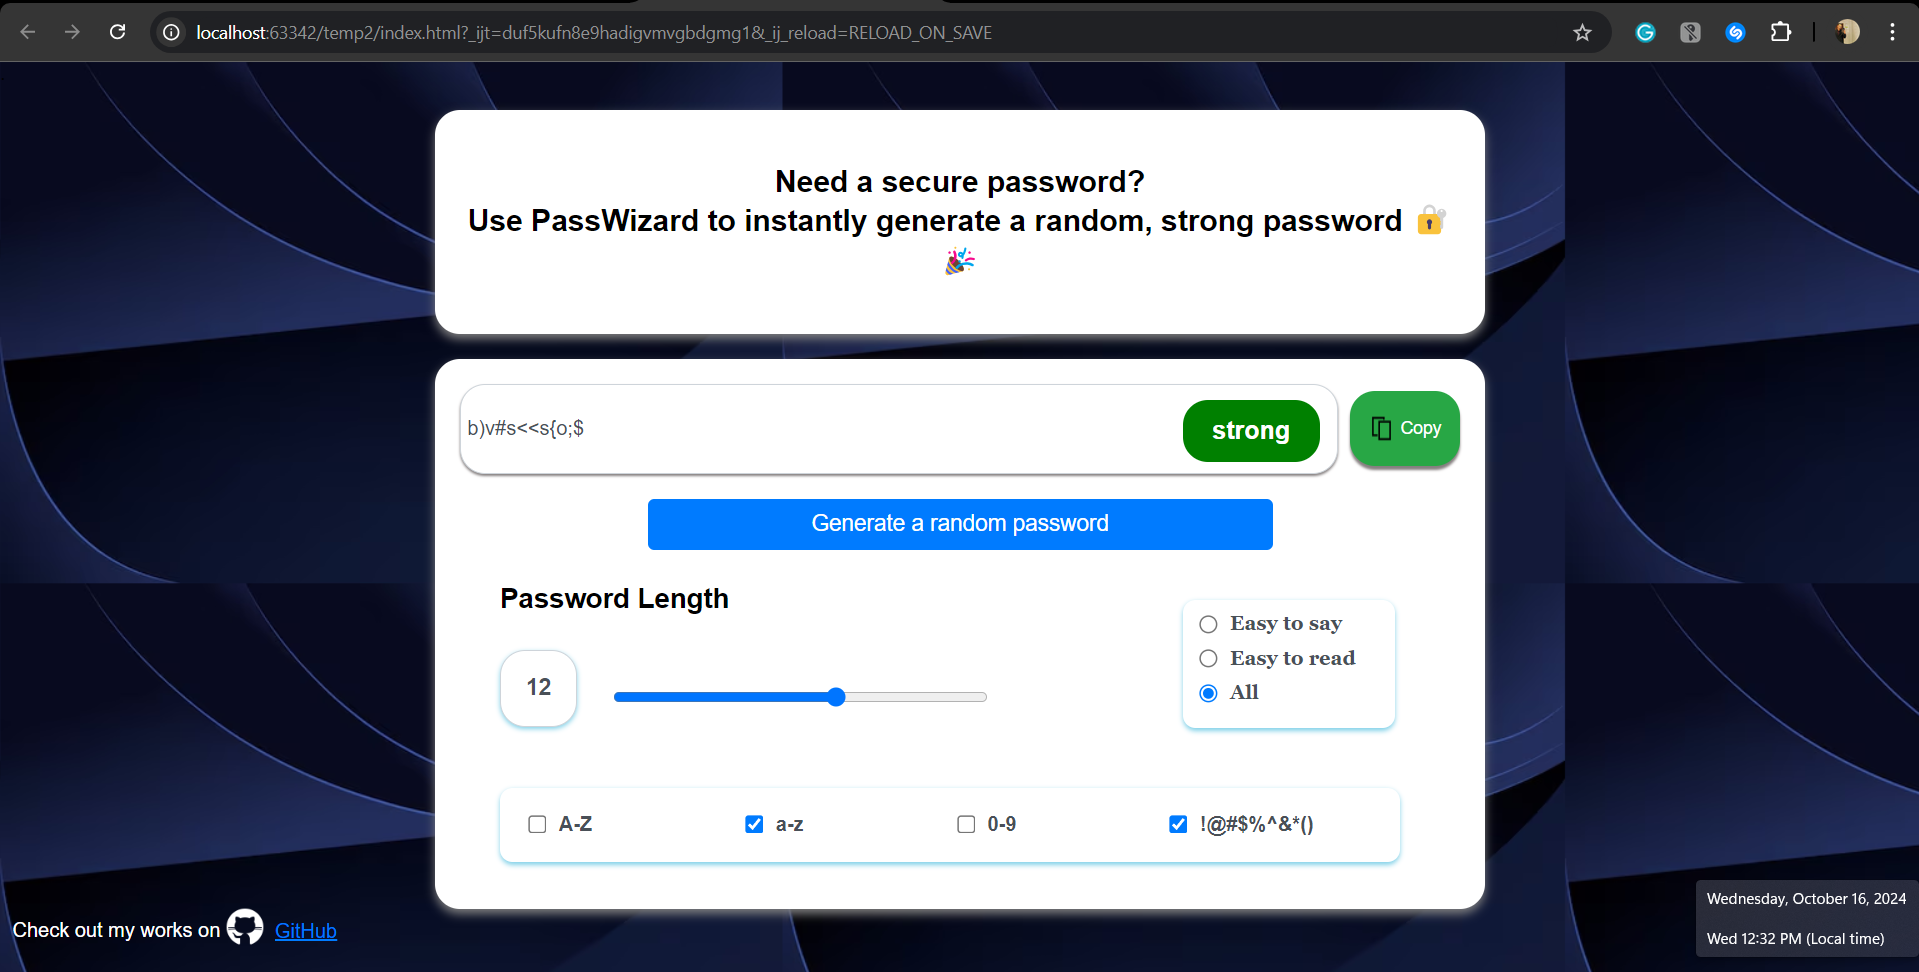 localhost:63342/temp2/index.html?_ijt=duf5kufn8e9hadigvmvgbdgmg1&_ij_reload=RELOAD_ON_SAVE
Need a secure password?
Use PassWizard to instantly generate a random, strong password 🔐
🎉
b)v#s<<s{o;$
strong
Copy
Generate a random password
Password Length
12
Easy to say
Easy to read
All
A-Z
a-z
0-9
!@#$%^&*()
Check out my works on GitHub
Wednesday, October 16, 2024
Wed 12:32 PM (Local time)